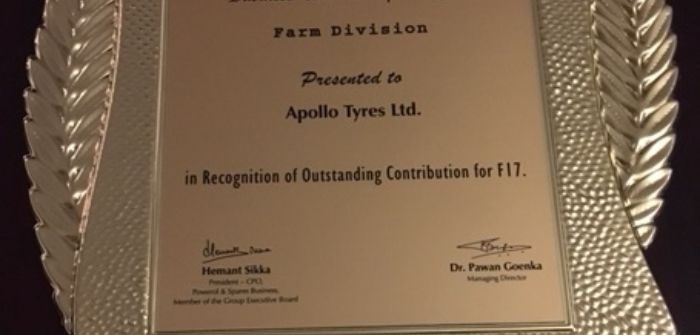 Farm Division
Presented to
Apollo Tyres Ltd.
in Recognition of Outstanding Contribution for F17.
Hemant Sikka
President - CPO,
Powerol & Spares Business,
Member of the Group Executive Board
Dr. Pawan Goenka
Managing Director